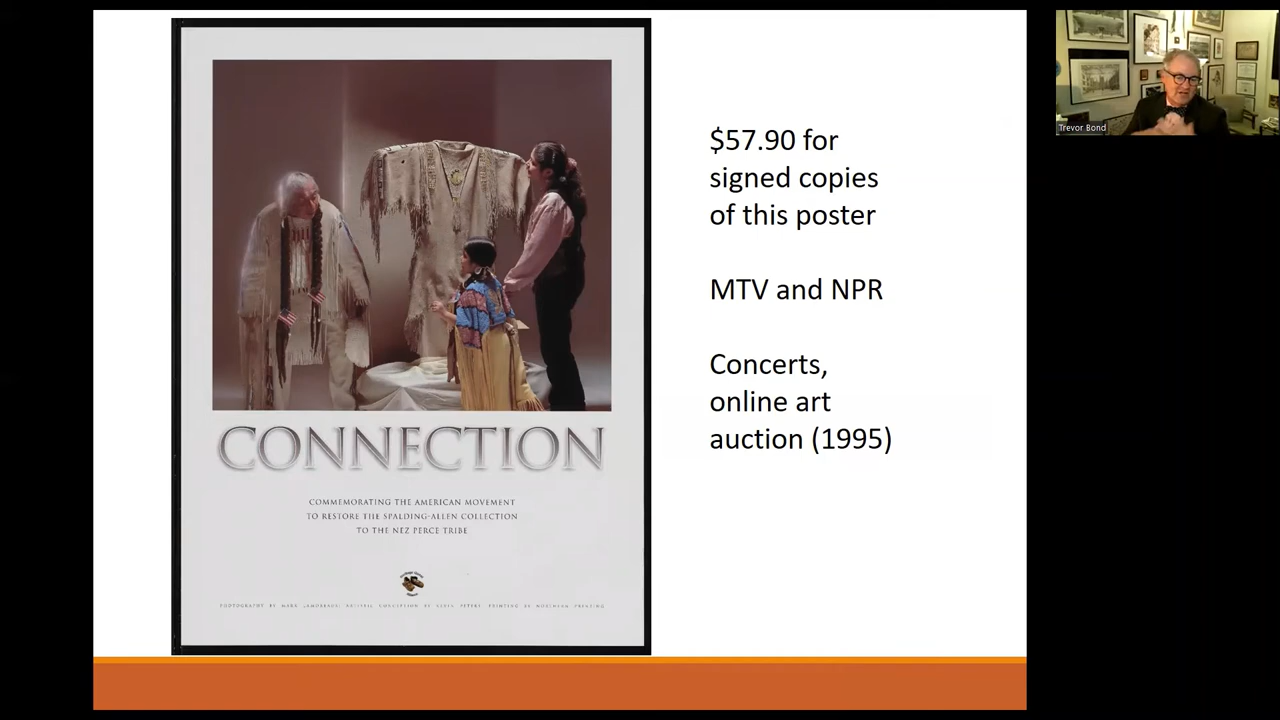 $57.90 for
signed copies
of this poster
MTV and NPR
Concerts,
online art
auction (1995)
CONNECTION
COMMEMORATING THE AMERICAN MOVEMENT
TO RESTORE THE SPALDING-ALLEN COLLECTION
TO THE NEZ PERCE TRIBE
Trevor Bond